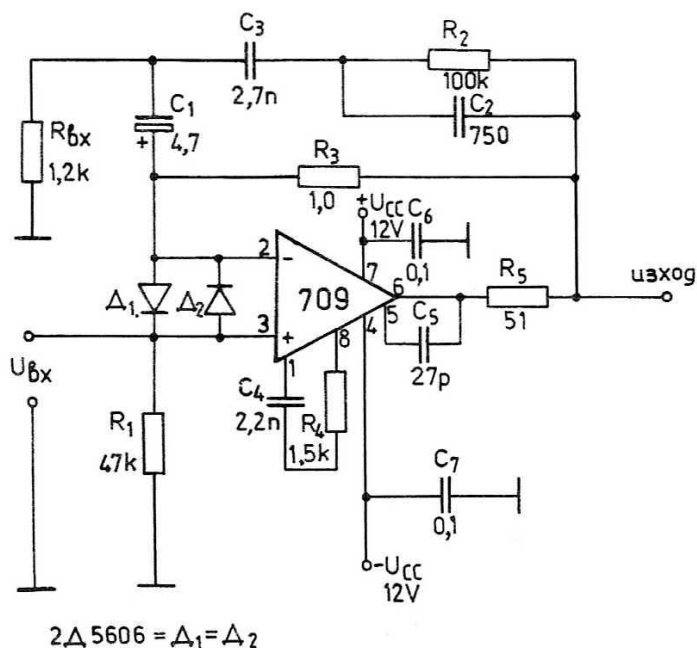 C3
2,7n
R2
100k
C1
+
4,7
C2
750
Rвх
1,2k
R3
1,0
+Ucc
12V
C6
0,1
2
-
Д1
Д2
709
7
6
5
4
R5
51
изход
3
+
8
1
C5
27p
Uвх
C4
2,2n
R4
1,5k
R1
47k
C7
0,1
-Ucc
12V
2Д5606 = Д1 = Д2